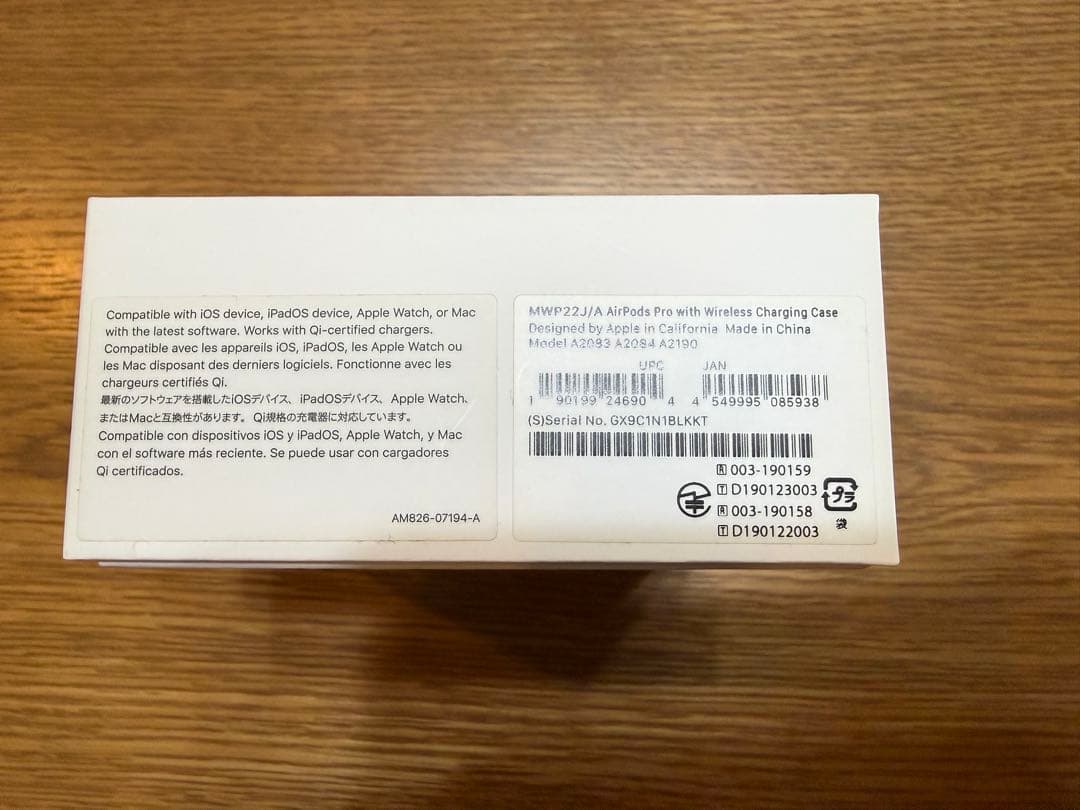 Compatible with iOS device, iPadOS device, Apple Watch, or Mac
with the latest software. Works with Qi-certified chargers.
Compatible avec les appareils iOS, iPadOS, les Apple Watch ou
les Mac disposant des derniers logiciels. Fonctionne avec les
chargeurs certifiés Qi.
最新のソフトウェアを搭載したiOSデバイス、iPadOSデバイス、Apple Watch、
またはMacと互換性があります。Qi規格の充電器に対応しています。
Compatible con dispositivos iOS y iPadOS, Apple Watch, y Mac
con el software más reciente. Se puede usar con cargadores
Qi certificados.
AM826-07194-A
MWP22J/A AirPods Pro with Wireless Charging Case
Designed by Apple in California Made in China
Model A2083 A2084 A2190
UPC JAN
1 90199 24690 4 4 549995 085938
(S)Serial No. GX9C1N1BLKKT
R 003-190159
T D190123003
R 003-190158
T D190122003
プラ
袋